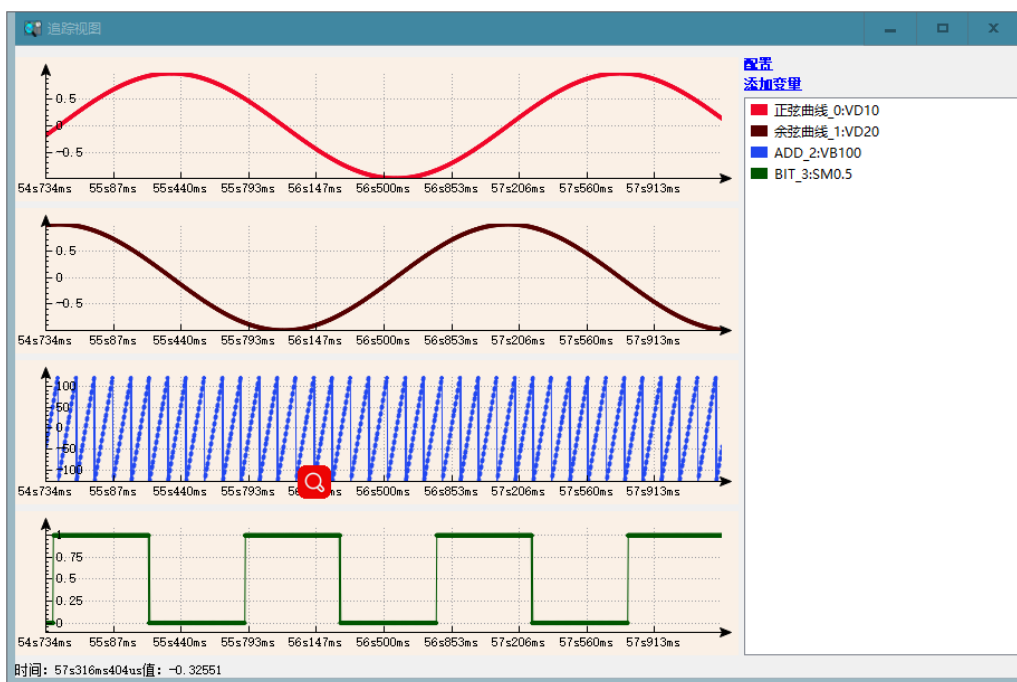 追踪视图
配置
添加变量
正弦曲线_0:VD10
余弦曲线_1:VD20
ADD_2:VB100
BIT_3:SM0.5
0.5
0
-0.5
54s734ms 55s87ms 55s440ms 55s793ms 56s147ms 56s500ms 56s853ms 57s206ms 57s560ms 57s913ms
0.5
0
-0.5
54s734ms 55s87ms 55s440ms 55s793ms 56s147ms 56s500ms 56s853ms 57s206ms 57s560ms 57s913ms
100
50
0
-50
-100
54s734ms 55s87ms 55s440ms 55s793ms 56s500ms 56s853ms 57s206ms 57s560ms 57s913ms
1
0.75
0.5
0.25
0
54s734ms 55s87ms 55s440ms 55s793ms 56s147ms 56s500ms 56s853ms 57s206ms 57s560ms 57s913ms
时间: 57s316ms404us值: -0.32551